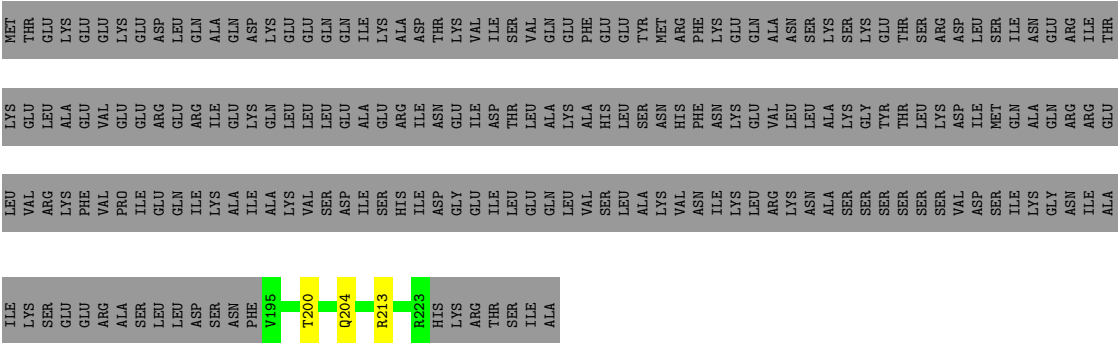 MET THR GLU LYS GLU GLU LYS GLU ASP LEU GLN ALA GLN ASP LYS GLU GLU GLN GLN ILE LYS ALA ASP THR LYS VAL ILE SER VAL GLN GLU PHE GLU GLU TYR MET ARG PHE LYS GLU GLN ALA ASN SER LYS SER LYS GLU THR SER ARG ASP LEU SER ILE ASN GLU ARG ILE THR
LYS GLU LEU ALA GLU VAL GLU GLU ARG GLU ARG ILE GLU LYS GLN LEU LEU LEU GLU ALA GLU ARG ILE ASN GLU ILE ASP THR LEU ALA LYS ALA HIS LEU SER ASN HIS PHE ASN LYS GLU VAL LEU LEU ALA LYS GLY TYR THR LEU LYS ASP ILE MET GLN ALA GLN ARG ARG GLU
LEU VAL ARG LYS PHE VAL PRO ILE GLU GLN ILE LYS ALA ILE ALA LYS VAL SER ASP ILE SER HIS ILE ASP GLY GLU ILE LEU GLU GLN LEU VAL SER LEU ALA LYS VAL ASN ILE LYS LEU ARG LYS ASN ALA SER SER SER SER SER VAL ASP SER ILE LYS GLY ASN ILE ALA
ILE LYS SER GLU GLU ARG ALA SER LEU LEU ASP SER ASN PHE V195 T200 Q204 R213 R223 HIS LYS ARG THR SER ILE ALA